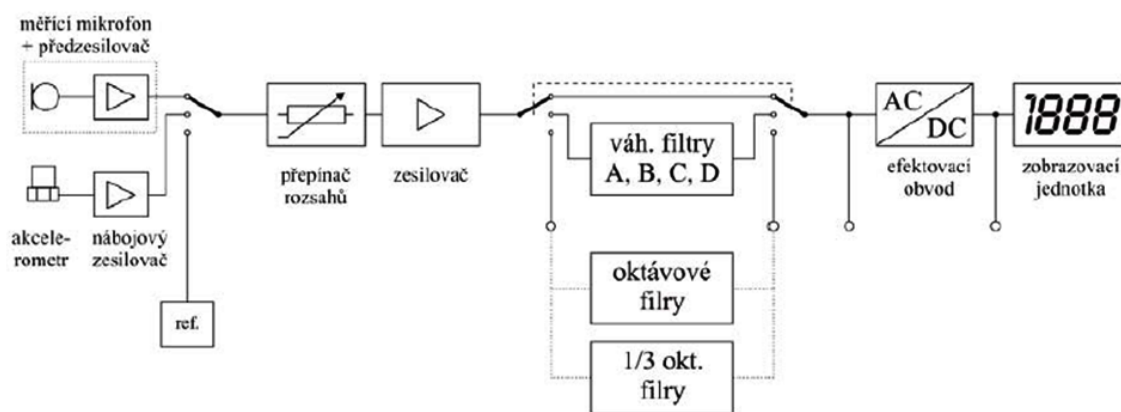 měřící mikrofon
+ předzesilovač
akcele-
rometr
nábojový
zesilovač
ref.
přepínač
rozsahů
zesilovač
váh. filtry
A, B, C, D
oktávové
filry
1/3 okt.
filry
AC
DC
efektovací
obvod
1888
zobrazovací
jednotka